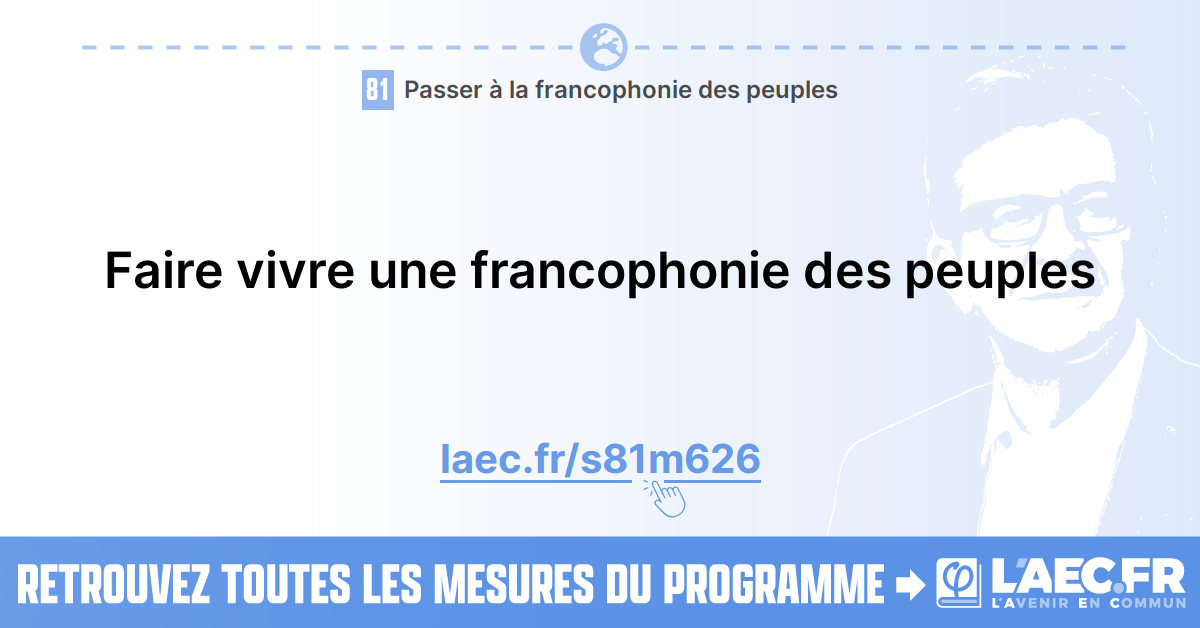 81 Passer à la francophonie des peuples
Faire vivre une francophonie des peuples
laec.fr/s81m626
RETROUVEZ TOUTES LES MESURES DU PROGRAMME
φ L'AEC.FR
L'AVENIR EN COMMUN